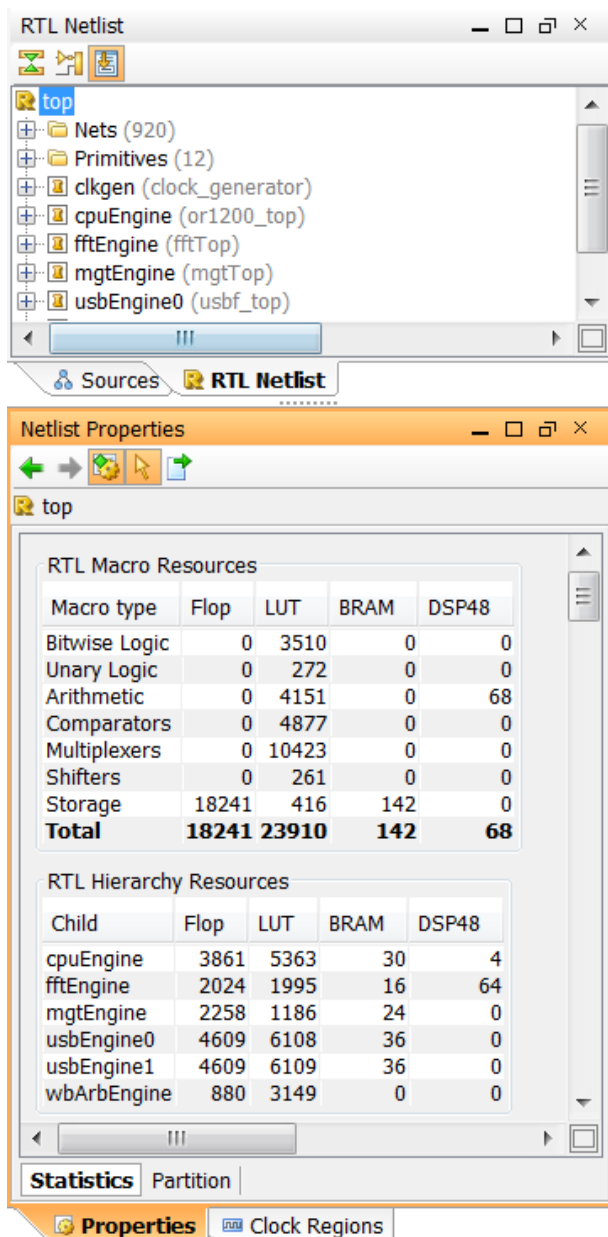 RTL Netlist
top
Nets (920)
Primitives (12)
clkgen (clock_generator)
cpuEngine (or1200_top)
fftEngine (fftTop)
mgtEngine (mgtTop)
usbEngine0 (usbf_top)
Sources RTL Netlist
Netlist Properties
top
RTL Macro Resources
Macro type Flop LUT BRAM DSP48
Bitwise Logic 0 3510 0 0
Unary Logic 0 272 0 0
Arithmetic 0 4151 0 68
Comparators 0 4877 0 0
Multiplexers 0 10423 0 0
Shifters 0 261 0 0
Storage 18241 416 142 0
Total 18241 23910 142 68
RTL Hierarchy Resources
Child Flop LUT BRAM DSP48
cpuEngine 3861 5363 30 4
fftEngine 2024 1995 16 64
mgtEngine 2258 1186 24 0
usbEngine0 4609 6108 36 0
usbEngine1 4609 6109 36 0
wbArbEngine 880 3149 0 0
Statistics Partition
Properties Clock Regions